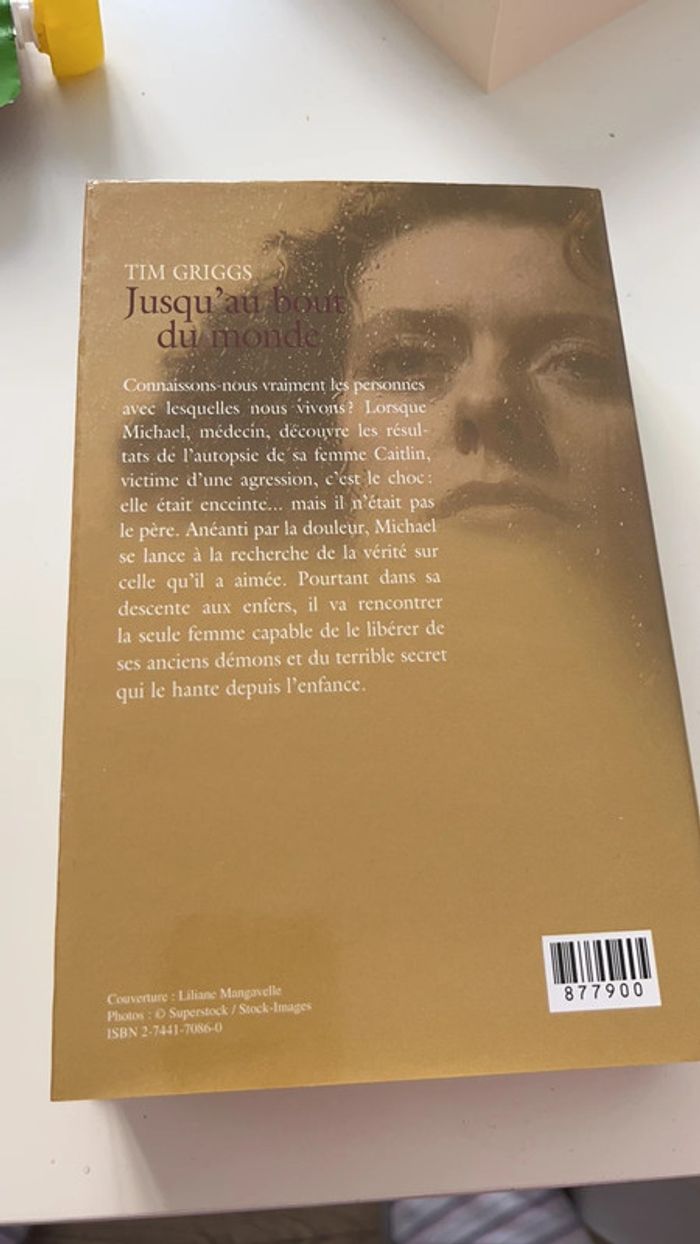 TIM GRIGGS
Jusqu'au bout
du monde
Connaissons-nous vraiment les personnes
avec lesquelles nous vivons? Lorsque
Michael, médecin, découvre les résul-
tats de l'autopsie de sa femme Caitlin,
victime d'une agression, c'est le choc :
elle était enceinte... mais il n'était pas
le père. Anéanti par la douleur, Michael
se lance à la recherche de la vérité sur
celle qu'il a aimée. Pourtant dans sa
descente aux enfers, il va rencontrer
la seule femme capable de le libérer de
ses anciens démons et du terrible secret
qui le hante depuis l'enfance.
Couverture : Liliane Mangavelle
Photos : © Superstock / Stock-Images
ISBN 2-7441-7086-0
877900